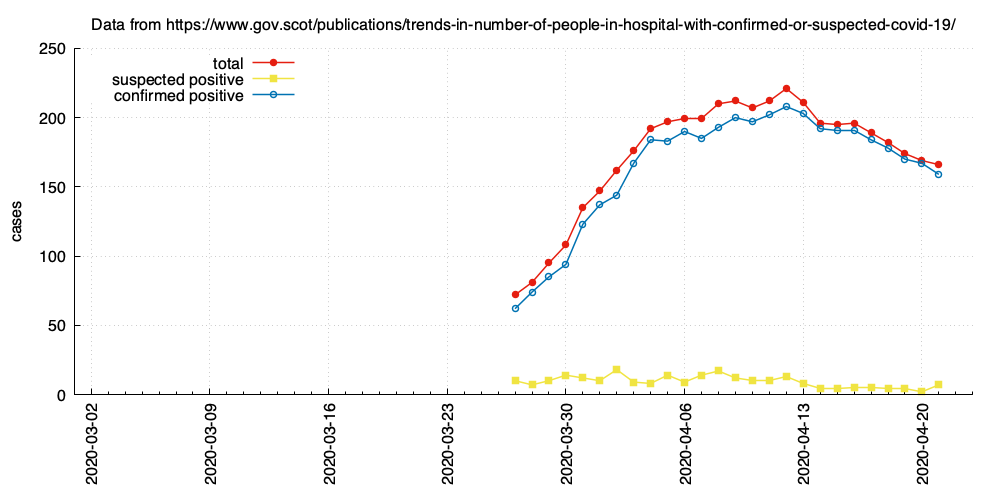 Data from https://www.gov.scot/publications/trends-in-number-of-people-in-hospital-with-confirmed-or-suspected-covid-19/
250
total
suspected positive
confirmed positive
200
150
cases
100
50
0
2020-03-02
2020-03-09
2020-03-16
2020-03-23
2020-03-30
2020-04-06
2020-04-13
2020-04-20